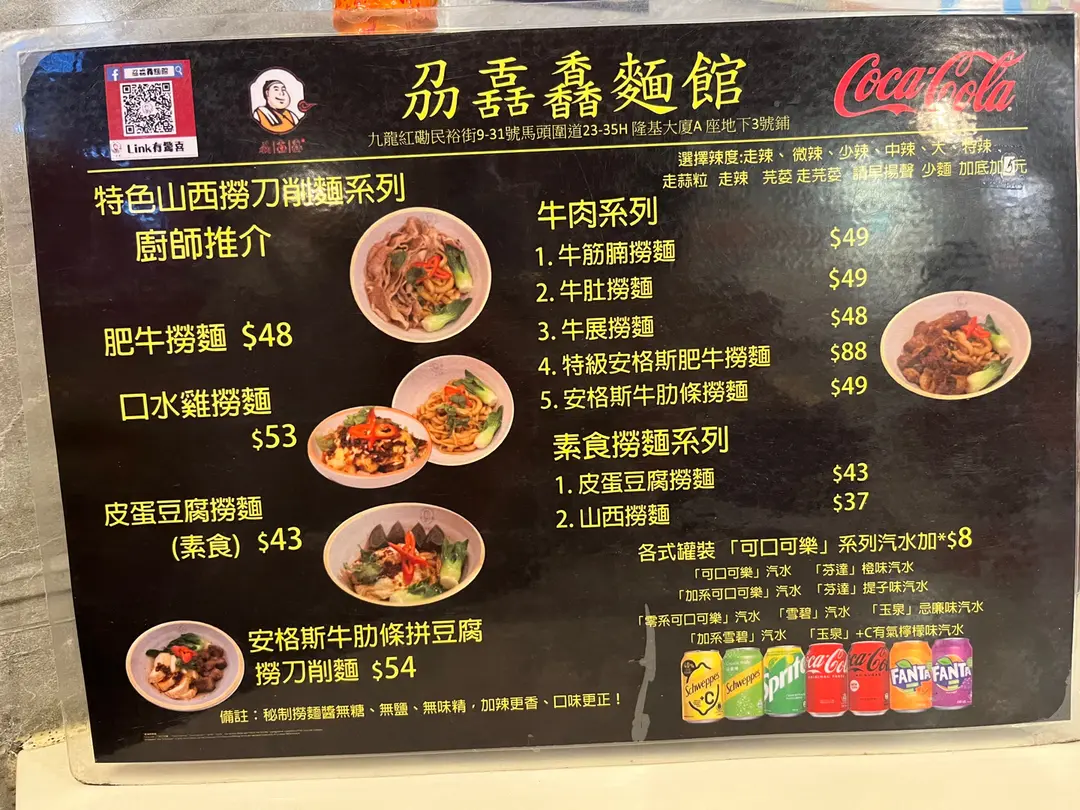 Link有驚喜
刕壵馫麵館
九龍紅磡民裕街9-31號馬頭圍道23-35H 隆基大厦A 座地下3號鋪
Coca-Cola
選擇辣度:走辣、微辣、少辣、中辣、大、特辣
走蒜粒 走辣 芫荽 走芫荽 請早揚聲 少麵 加底加 元
特色山西撈刀削麵系列
廚師推介
肥牛撈麵 $48
口水雞撈麵
$53
皮蛋豆腐撈麵
(素食) $43
安格斯牛肋條拼豆腐
撈刀削麵 $54
牛肉系列
1. 牛筋腩撈麵 $49
2. 牛肚撈麵 $49
3. 牛展撈麵 $48
4. 特級安格斯肥牛撈麵 $88
5. 安格斯牛肋條撈麵 $49
素食撈麵系列
1. 皮蛋豆腐撈麵 $43
2. 山西撈麵 $37
各式罐裝「可口可樂」系列汽水加*$8
「可口可樂」汽水 「芬達」橙味汽水
「加系可口可樂」汽水 「芬達」提子味汽水
「零系可口可樂」汽水 「雪碧」汽水 「玉泉」忌廉味汽水
「加系雪碧」汽水 「玉泉」+C有氣檸檬味汽水
Schweppes
+C
Schweppes
Sprite
Coca-Cola
Coca-Cola
FANTA
FANTA
備註：秘制撈麵醬無糖、無鹽、無味精，加辣更香、口味更正！